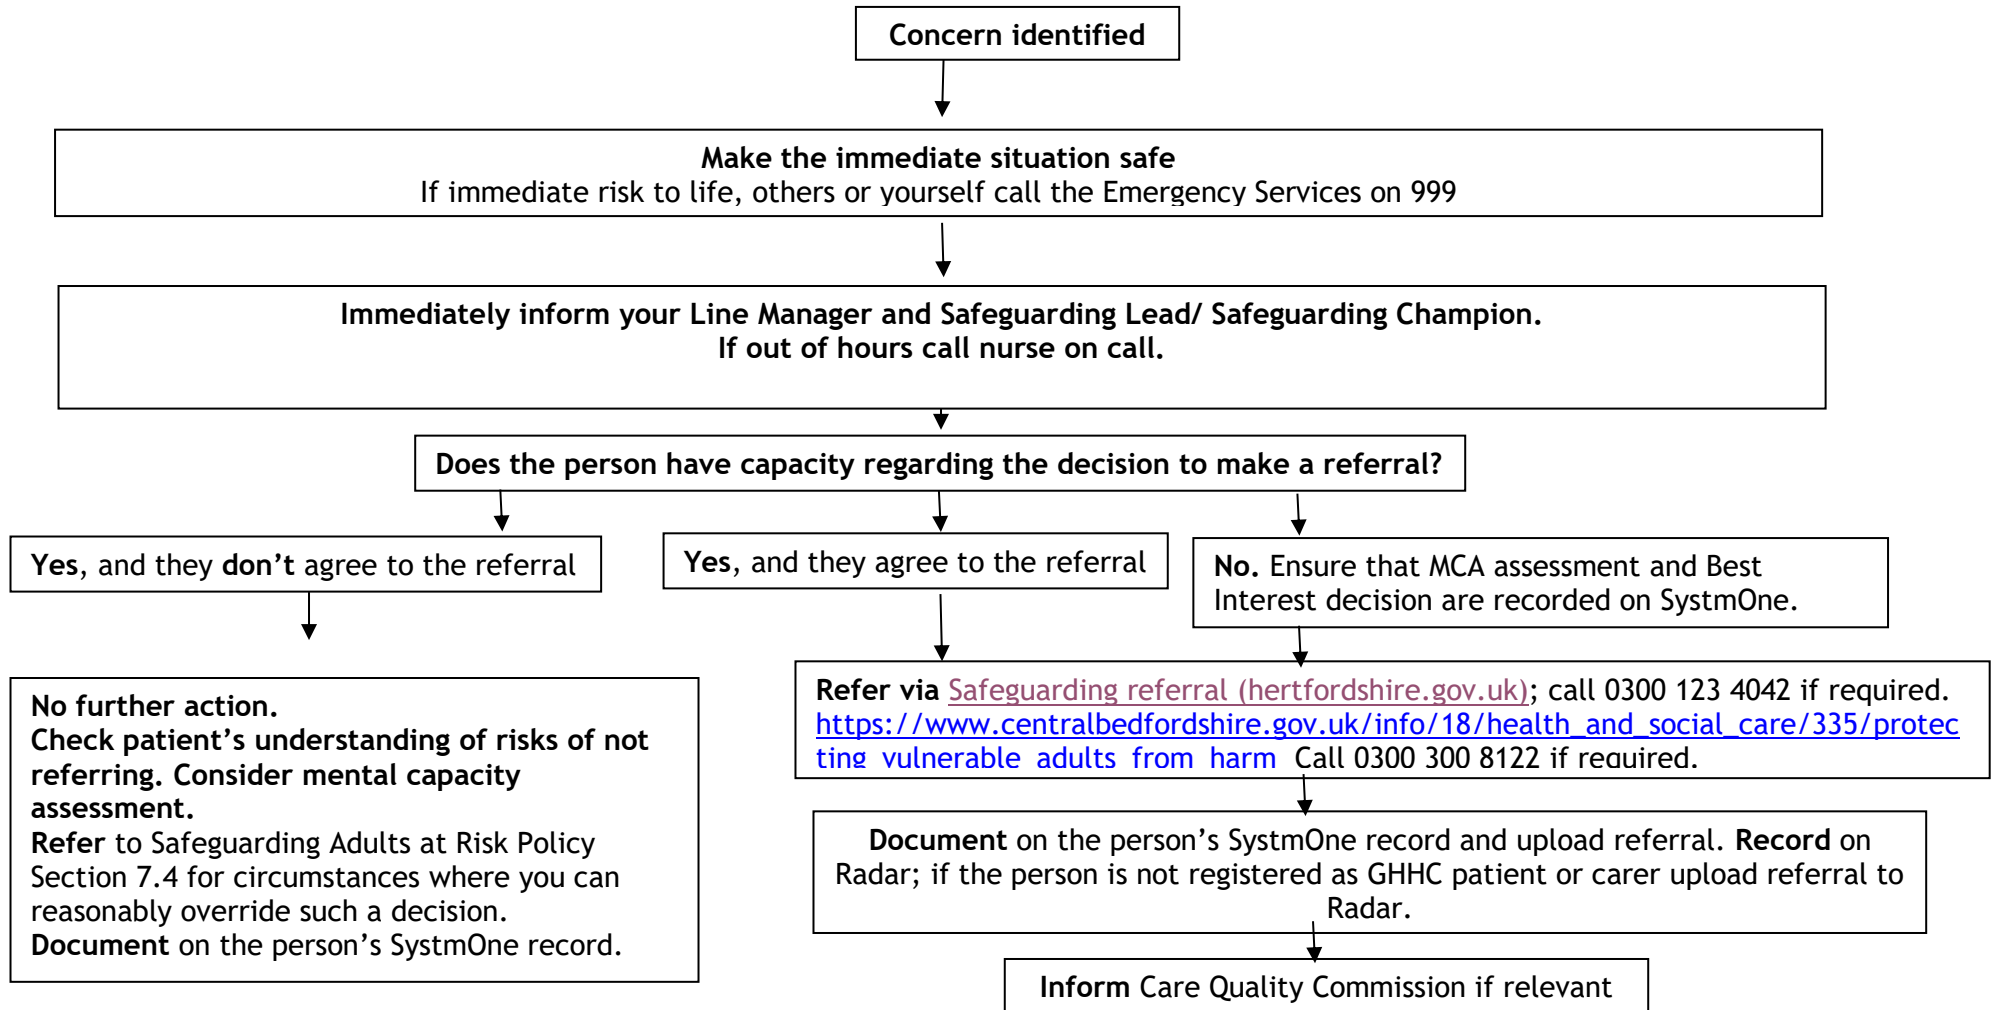 Concern identified
Make the immediate situation safe
If immediate risk to life, others or yourself call the Emergency Services on 999
Immediately inform your Line Manager and Safeguarding Lead/ Safeguarding Champion.
If out of hours call nurse on call.
Does the person have capacity regarding the decision to make a referral?
Yes, and they don’t agree to the referral
Yes, and they agree to the referral
No. Ensure that MCA assessment and Best
Interest decision are recorded on SystmOne.
No further action.
Check patient’s understanding of risks of not
referring. Consider mental capacity
assessment.
Refer to Safeguarding Adults at Risk Policy
Section 7.4 for circumstances where you can
reasonably override such a decision.
Document on the person’s SystmOne record.
Refer via Safeguarding referral (hertfordshire.gov.uk); call 0300 123 4042 if required.
https://www.centralbedfordshire.gov.uk/info/18/health_and_social_care/335/protec
ting_vulnerable_adults_from_harm Call 0300 300 8122 if required.
Document on the person’s SystmOne record and upload referral. Record on
Radar; if the person is not registered as GHHC patient or carer upload referral to
Radar.
Inform Care Quality Commission if relevant